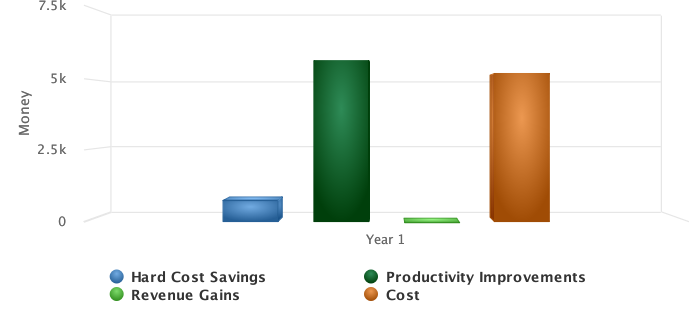 7.5k
5k
Money
2.5k
0
Year 1
Hard Cost Savings
Productivity Improvements
Revenue Gains
Cost